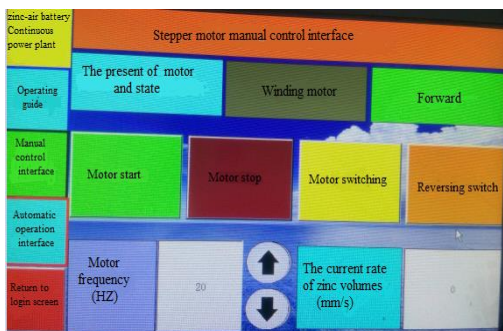 zinc-air battery
Continuous
power plant
Stepper motor manual control interface
The present of motor
and state
Winding motor
Forward
Operating
guide
Manual
control
interface
Motor start
Motor stop
Motor switching
Reversing switch
Automatic
operation
interface
Motor
frequency
(HZ)
20
The current rate
of zinc volumes
(mm/s)
0
Return to
login screen